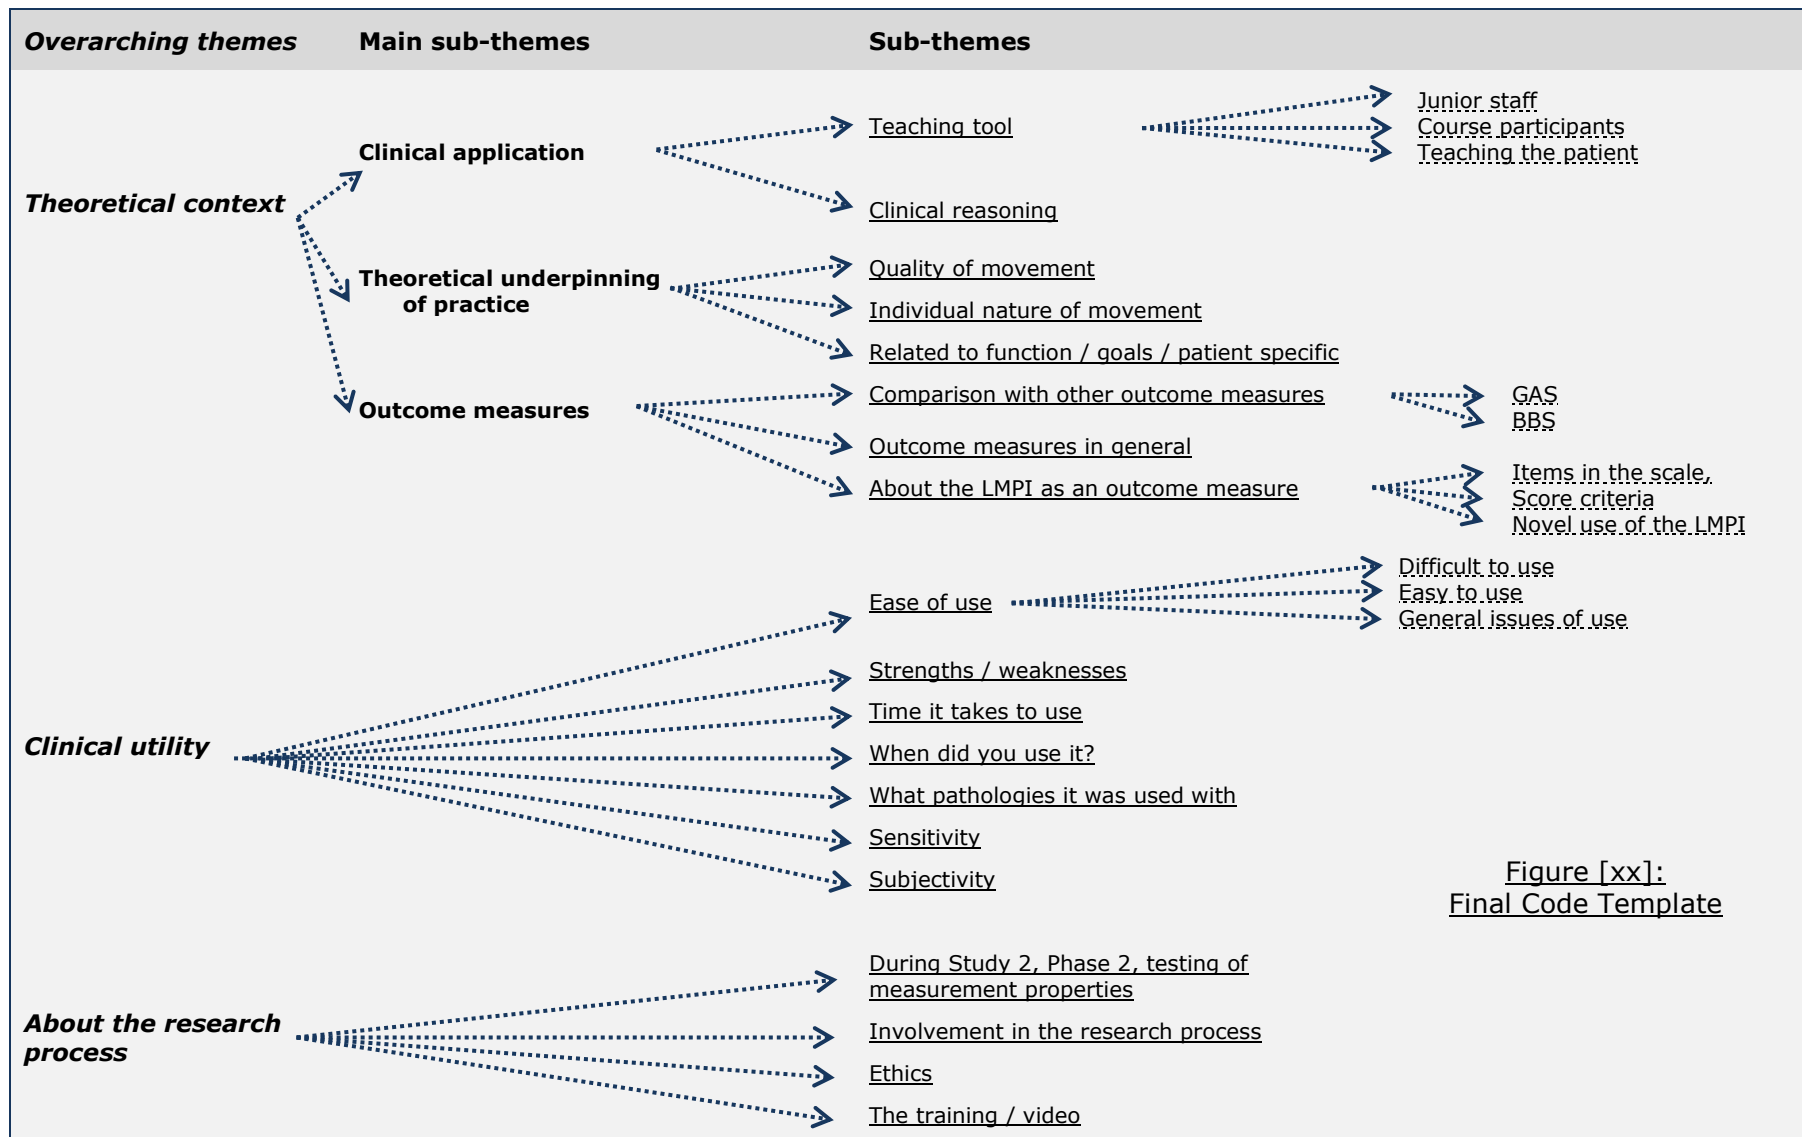 Overarching themes Main sub-themes Sub-themes
Theoretical context
Clinical application
Teaching tool
Junior staff
Course participants
Teaching the patient
Clinical reasoning
Theoretical underpinning
of practice
Quality of movement
Individual nature of movement
Related to function / goals / patient specific
Outcome measures
Comparison with other outcome measures
GAS
BBS
Outcome measures in general
About the LMPI as an outcome measure
Items in the scale,
Score criteria
Novel use of the LMPI
Clinical utility
Ease of use
Difficult to use
Easy to use
General issues of use
Strengths / weaknesses
Time it takes to use
When did you use it?
What pathologies it was used with
Sensitivity
Subjectivity
Figure [xx]:
Final Code Template
About the research
process
During Study 2, Phase 2, testing of
measurement properties
Involvement in the research process
Ethics
The training / video